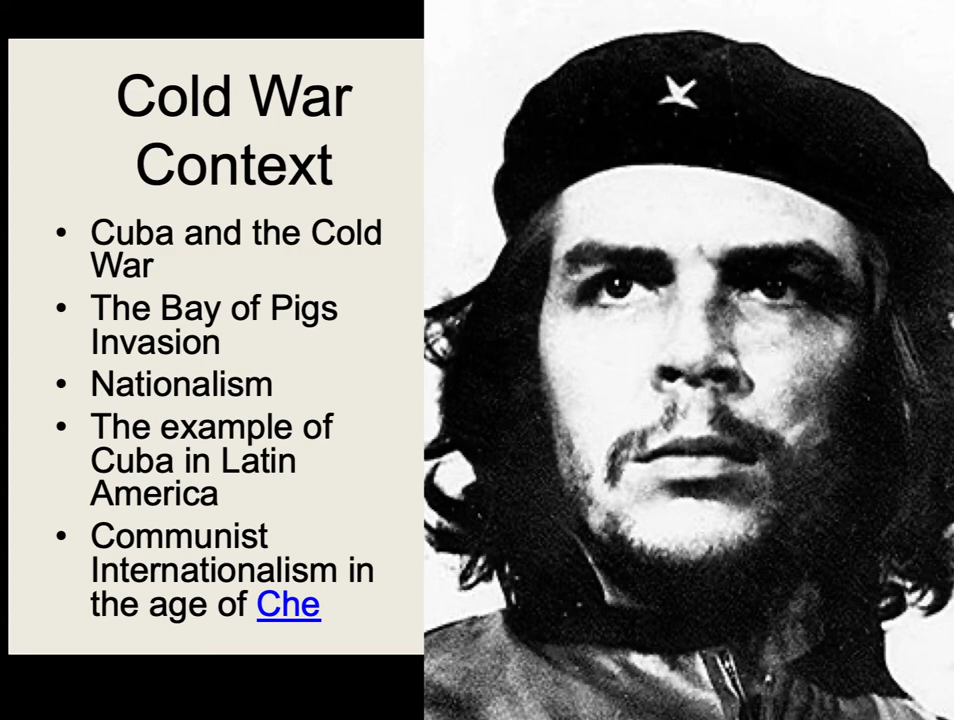 Cold War
Context
• Cuba and the Cold
War
• The Bay of Pigs
Invasion
• Nationalism
• The example of
Cuba in Latin
America
• Communist
Internationalism in
the age of Che